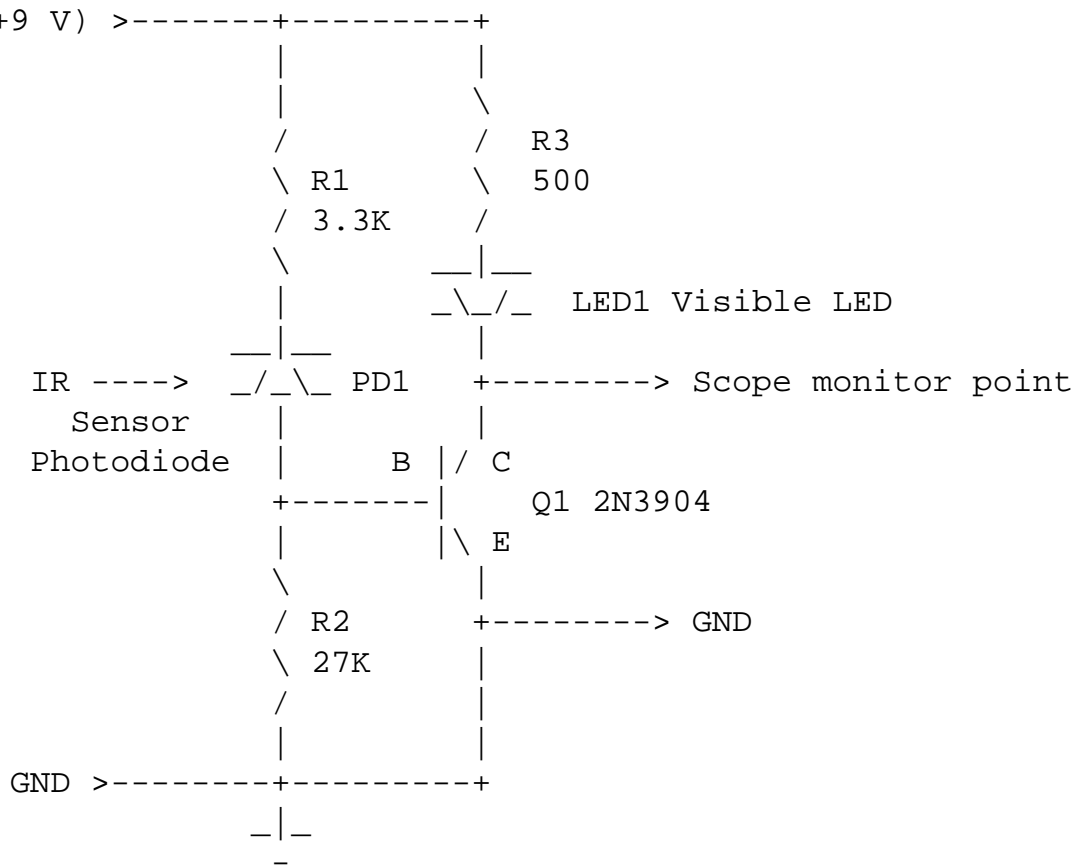 +9 V) >-------+---------+
R3
R1 500
3.3K
LED1 Visible LED
IR ----> PD1 +--------> Scope monitor point
Sensor
Photodiode B C
Q1 2N3904
E
R2 +--------> GND
27K
GND >--------+---------+